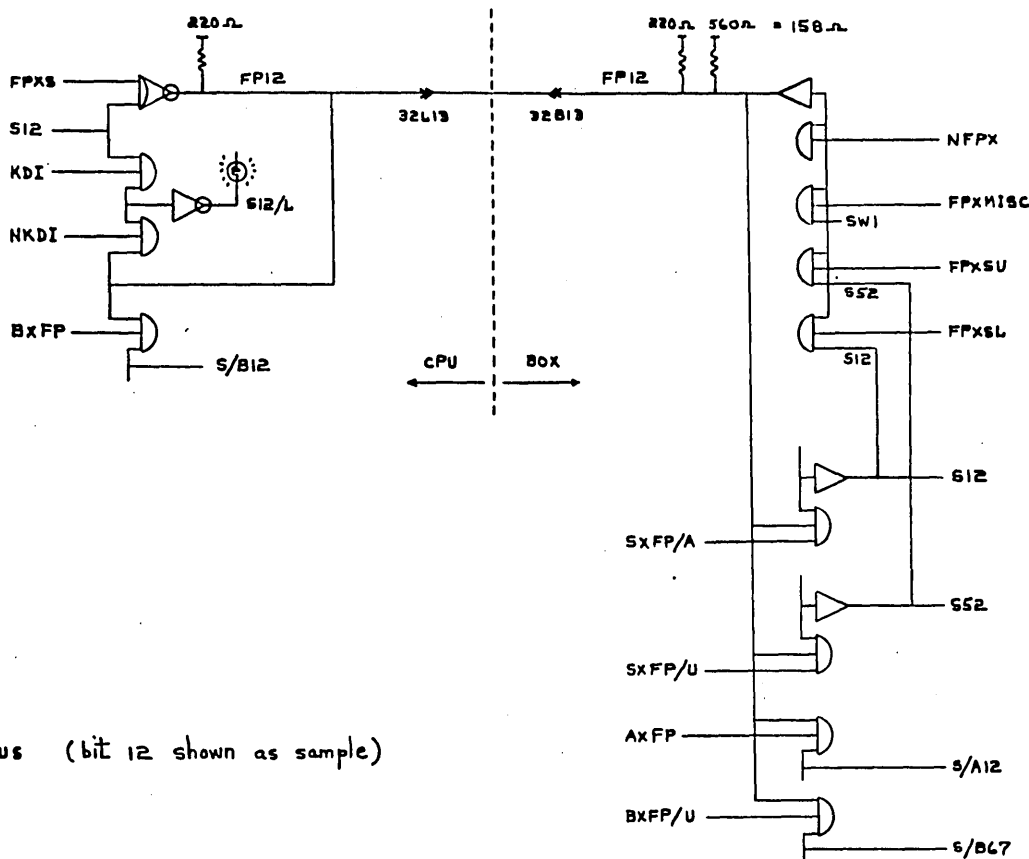 220Ω
220Ω 560Ω = 158Ω
FPXS
FP12
FP12
32L13
32B13
S12
KDI
S12/L
NKDI
BXFP
S/B12
CPU
BOX
NFPX
FPXMISC
SW1
FPXSU
S52
FPXSL
S12
S12
SXFP/A
S52
SXFP/U
AXFP
S/A12
BXFP/U
S/B67
us (bit 12 shown as sample)